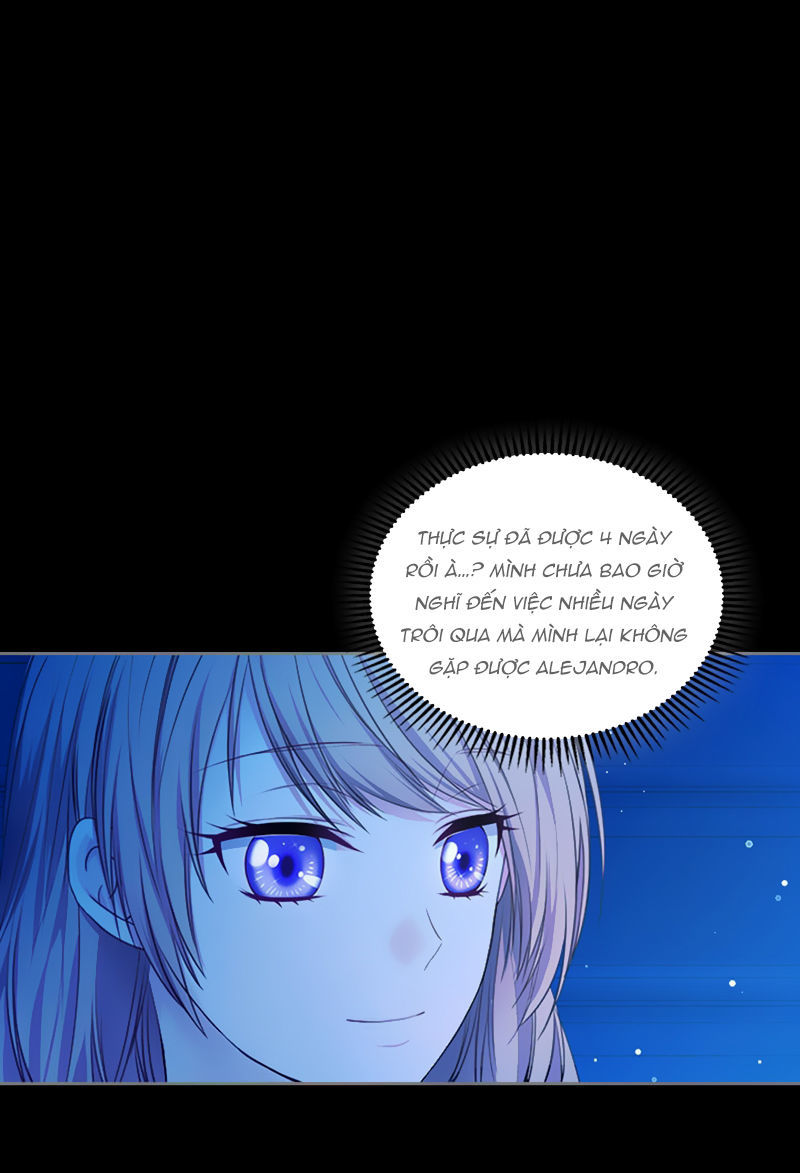 THỰC SỰ ĐÃ ĐƯỢC 4 NGÀY
RỒI À...? MÌNH CHƯA BAO GIỜ
NGHĨ ĐẾN VIỆC NHIỀU NGÀY
TRÔI QUA MÀ MÌNH LẠI KHÔNG
GẶP ĐƯỢC ALEJANDRO.